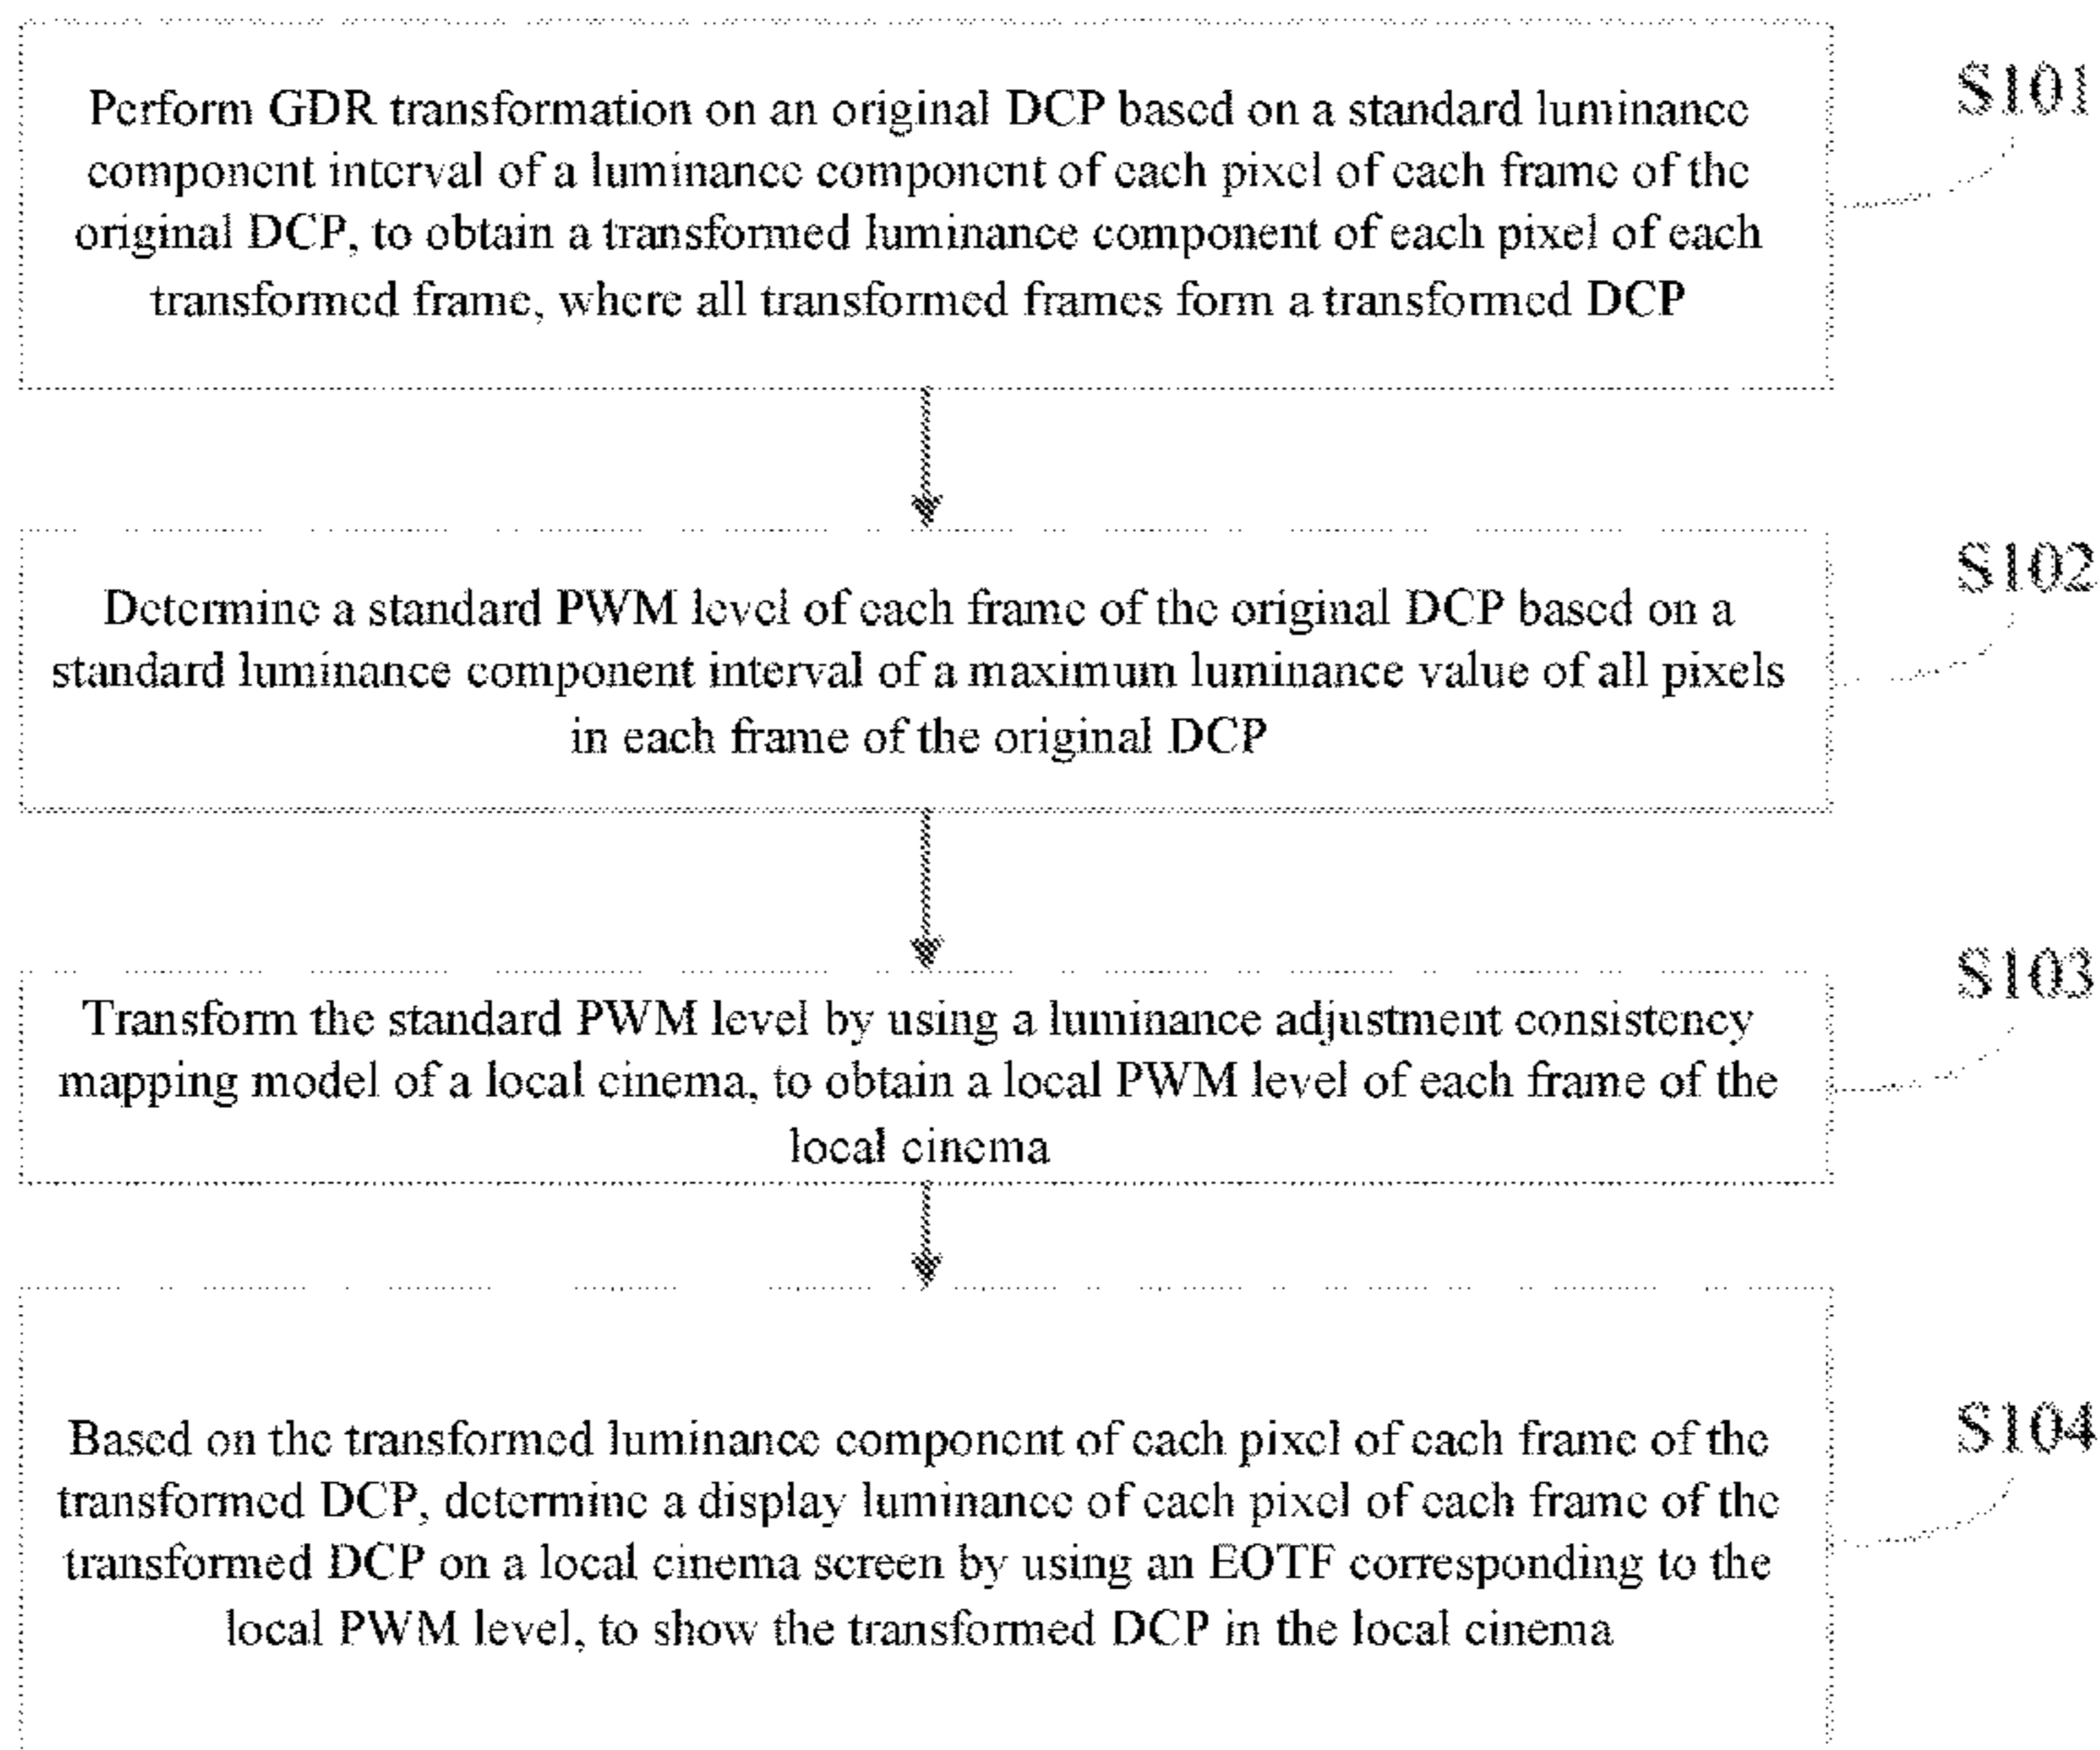 Perform GDR transformation on an original DCP based on a standard luminance
component interval of a luminance component of each pixel of each frame of the
original DCP, to obtain a transformed luminance component of each pixel of each
transformed frame, where all transformed frames form a transformed DCP
S101
Determine a standard PWM level of each frame of the original DCP based on a
standard luminance component interval of a maximum luminance value of all pixels
in each frame of the original DCP
S102
Transform the standard PWM level by using a luminance adjustment consistency
mapping model of a local cinema, to obtain a local PWM level of each frame of the
local cinema
S103
Based on the transformed luminance component of each pixel of each frame of the
transformed DCP, determine a display luminance of each pixel of each frame of the
transformed DCP on a local cinema screen by using an EOTF corresponding to the
local PWM level, to show the transformed DCP in the local cinema
S104